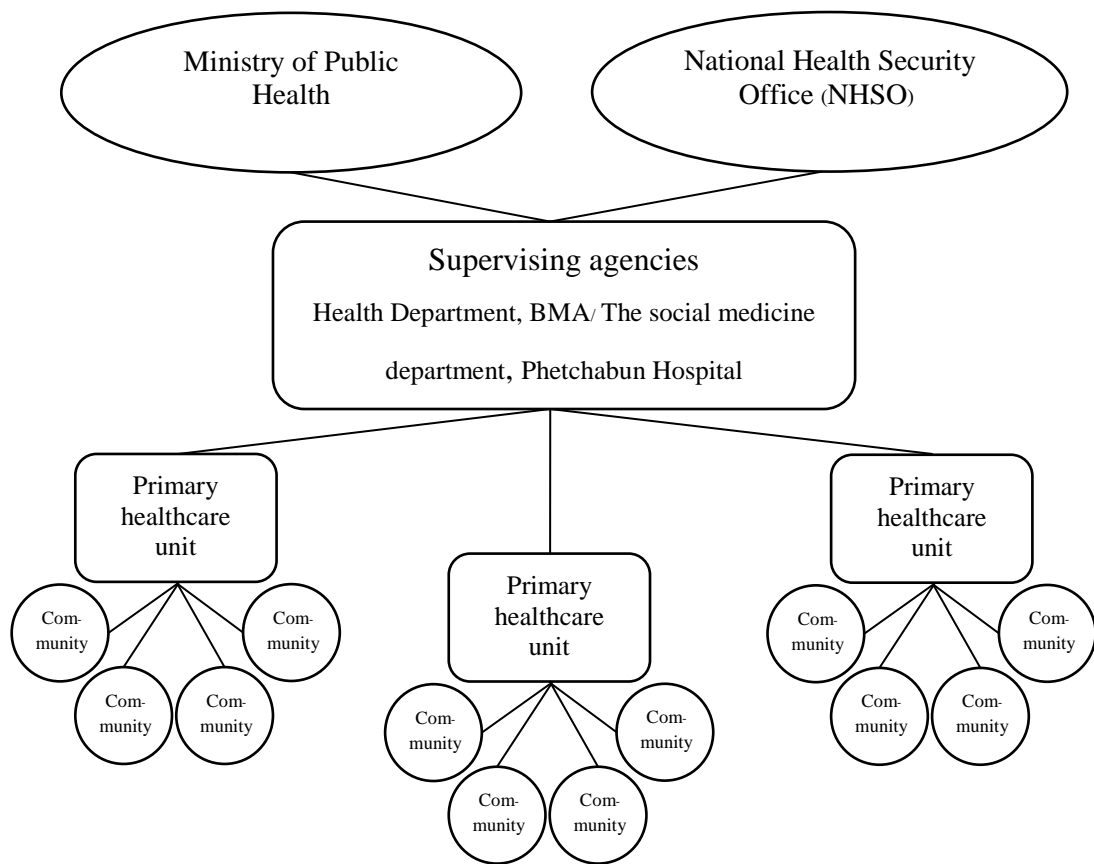 Ministry of Public
Health
National Health Security
Office (NHSO)
Supervising agencies
Health Department, BMA/ The social medicine
department, Phetchabun Hospital
Primary
healthcare
unit
Com-
munity
Com-
munity
Com-
munity
Com-
munity
Primary
healthcare
unit
Com-
munity
Com-
munity
Com-
munity
Com-
munity
Primary
healthcare
unit
Com-
munity
Com-
munity
Com-
munity
Com-
munity